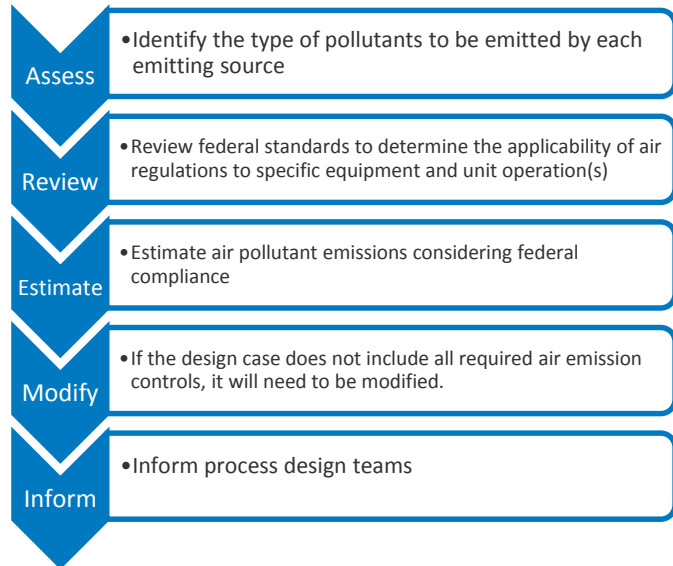 Assess
•Identify the type of pollutants to be emitted by each
emitting source
Review
•Review federal standards to determine the applicability of air
regulations to specific equipment and unit operation(s)
Estimate
•Estimate air pollutant emissions considering federal
compliance
Modify
•If the design case does not include all required air emission
controls, it will need to be modified.
Inform
•Inform process design teams